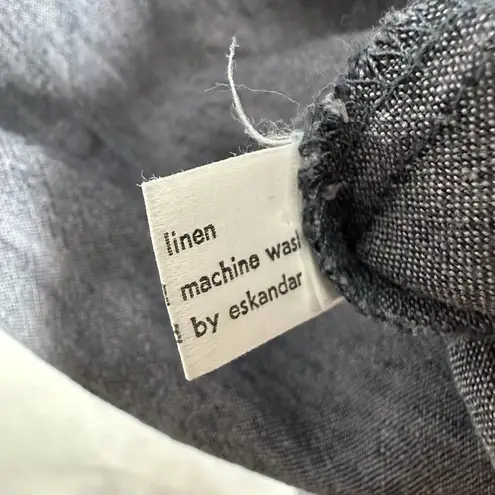 linen
machine wash
by eskandar